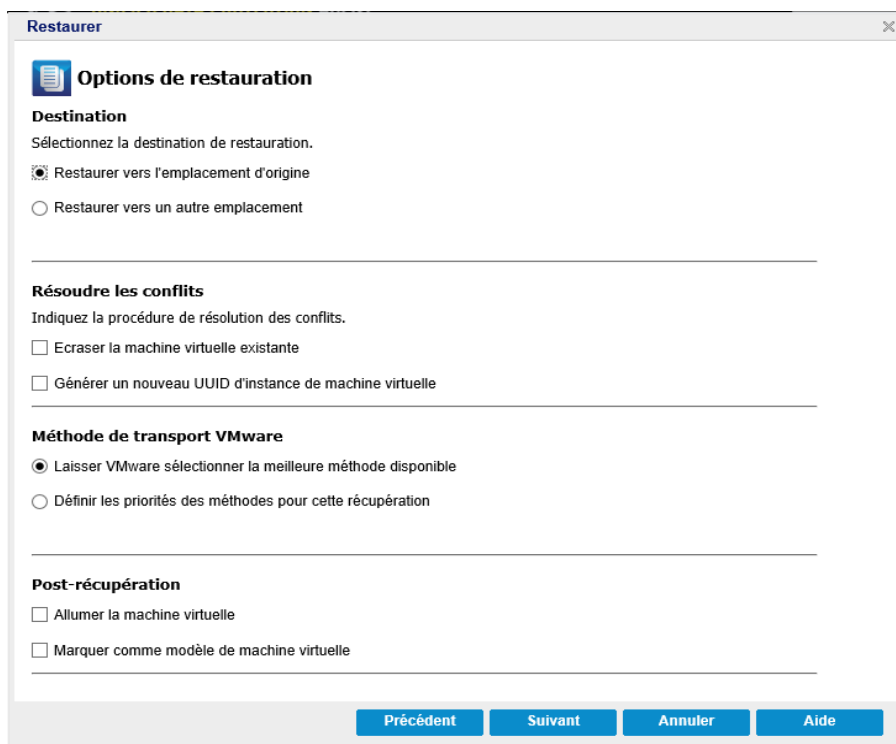 Restaurer
Options de restauration
Destination
Sélectionnez la destination de restauration.
Restaurer vers l'emplacement d'origine
Restaurer vers un autre emplacement
Résoudre les conflits
Indiquez la procédure de résolution des conflits.
Ecraser la machine virtuelle existante
Générer un nouveau UUID d'instance de machine virtuelle
Méthode de transport VMware
Laisser VMware sélectionner la meilleure méthode disponible
Définir les priorités des méthodes pour cette récupération
Post-récupération
Allumer la machine virtuelle
Marquer comme modèle de machine virtuelle
Précédent Suivant Annuler Aide